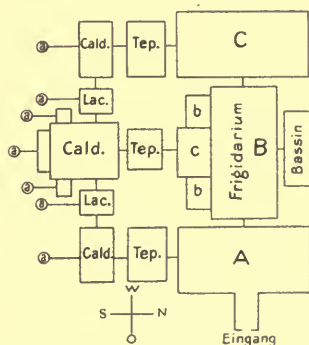 ⓐ Cald. Tep. C
ⓐ Lac.
b
ⓐ Cald. Tep. c Frigidarium B Bassin
ⓐ b
ⓐ Lac.
ⓐ Cald. Tep. A
W
S N
O
Eingang